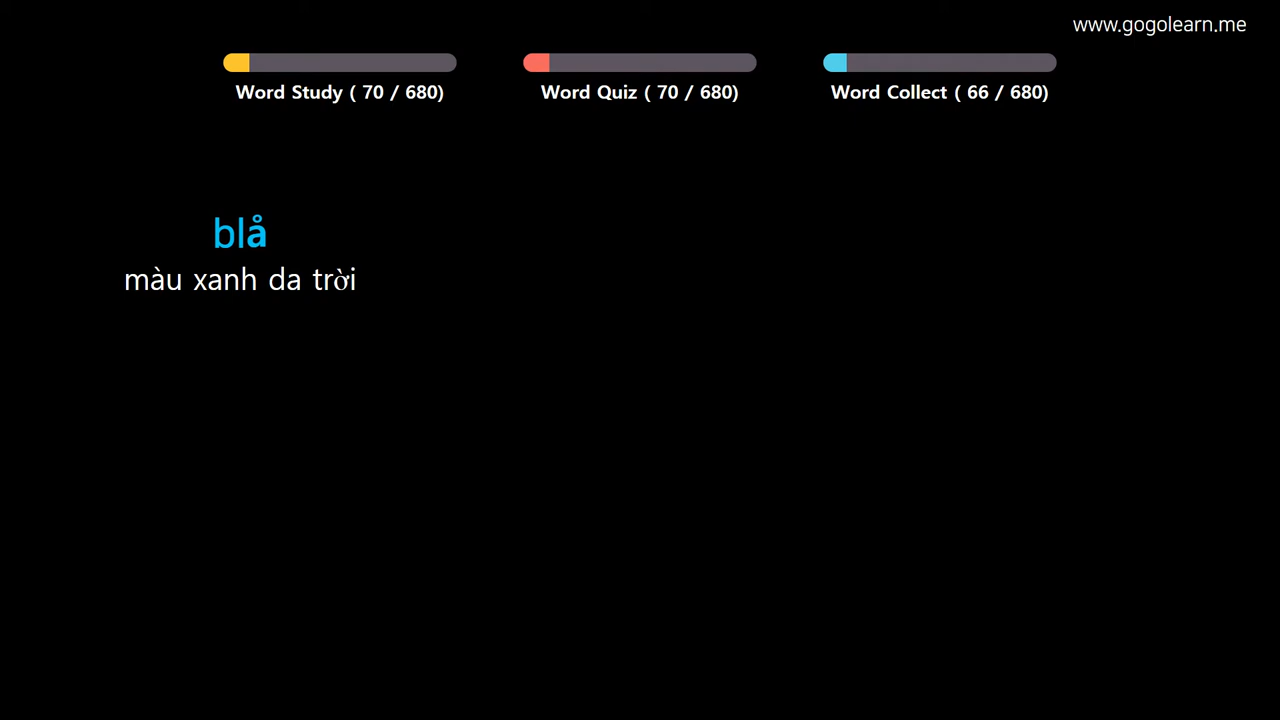 www.gogolearn.me
Word Study ( 70 / 680)
Word Quiz ( 70 / 680)
Word Collect ( 66 / 680)
blå
màu xanh da trời